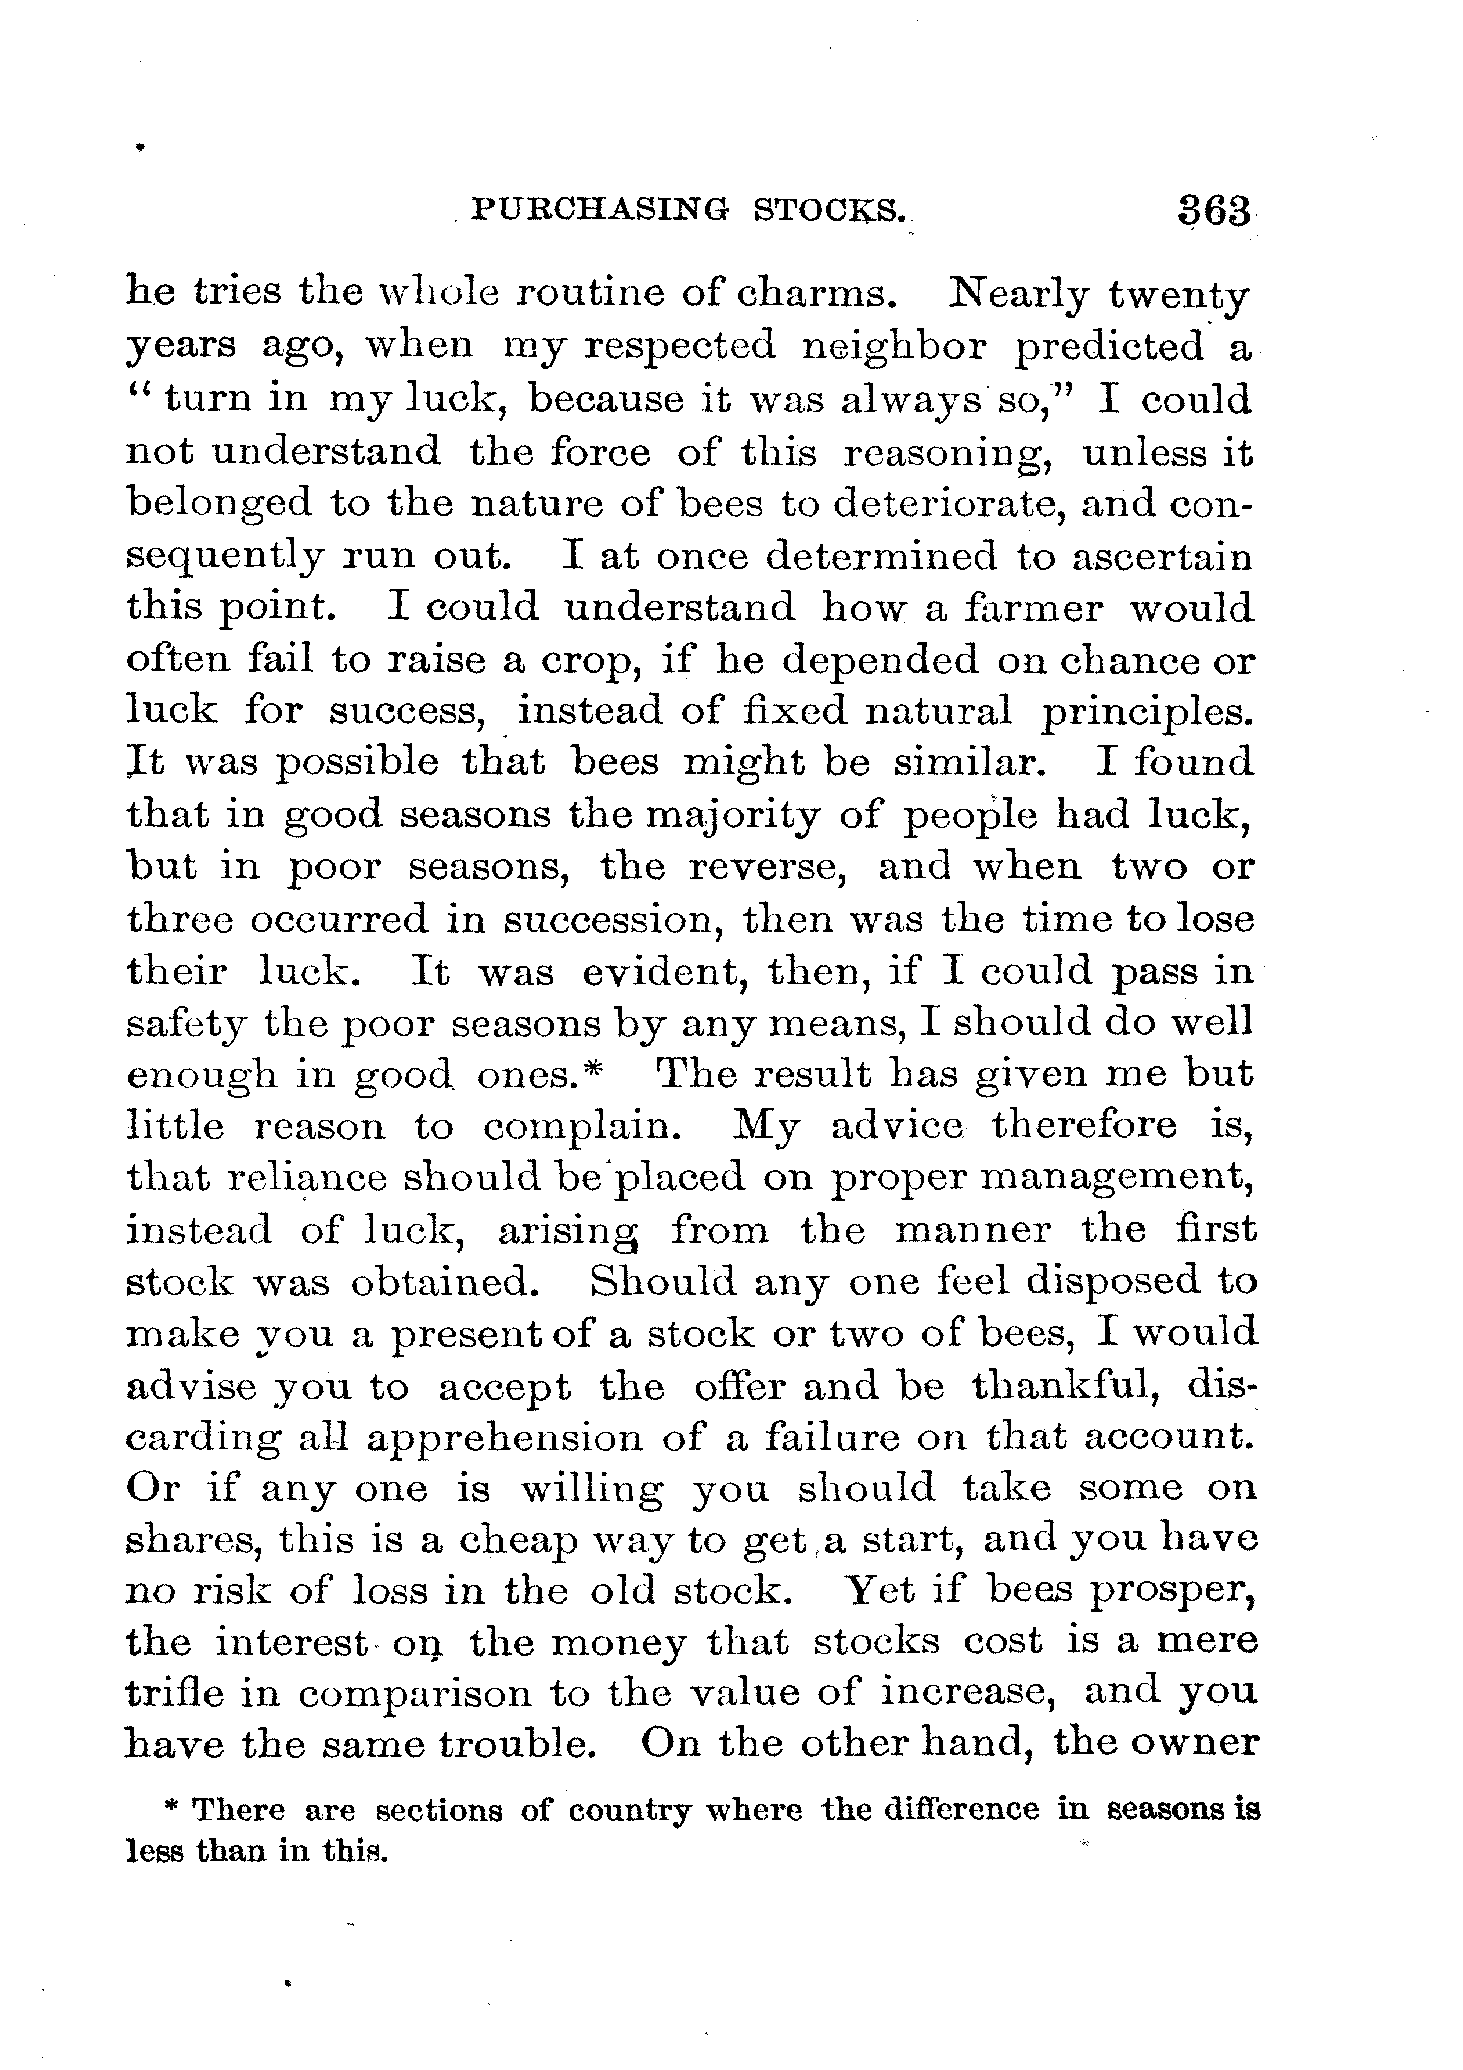 PURCHASING STOCKS. 363
he tries the whole routine of charms. Nearly twenty
years ago, when my respected neighbor predicted a
" turn in my luck, because it was always so," I could
not understand the force of this reasoning, unless it
belonged to the nature of bees to deteriorate, and con-
sequently run out. I at once determined to ascertain
this point. I could understand how a farmer would
often fail to raise a crop, if he depended on chance or
luck for success, instead of fixed natural principles.
It was possible that bees might be similar. I found
that in good seasons the majority of people had luck,
but in poor seasons, the reverse, and when two or
three occurred in succession, then was the time to lose
their luck. It was evident, then, if I could pass in
safety the poor seasons by any means, I should do well
enough in good ones.* The result has given me but
little reason to complain. My advice therefore is,
that reliance should be placed on proper management,
instead of luck, arising from the manner the first
stock was obtained. Should any one feel disposed to
make you a present of a stock or two of bees, I would
advise you to accept the offer and be thankful, dis-
carding all apprehension of a failure on that account.
Or if any one is willing you should take some on
shares, this is a cheap way to get a start, and you have
no risk of loss in the old stock. Yet if bees prosper,
the interest on the money that stocks cost is a mere
trifle in comparison to the value of increase, and you
have the same trouble. On the other hand, the owner
* There are sections of country where the difference in seasons is
less than in this.